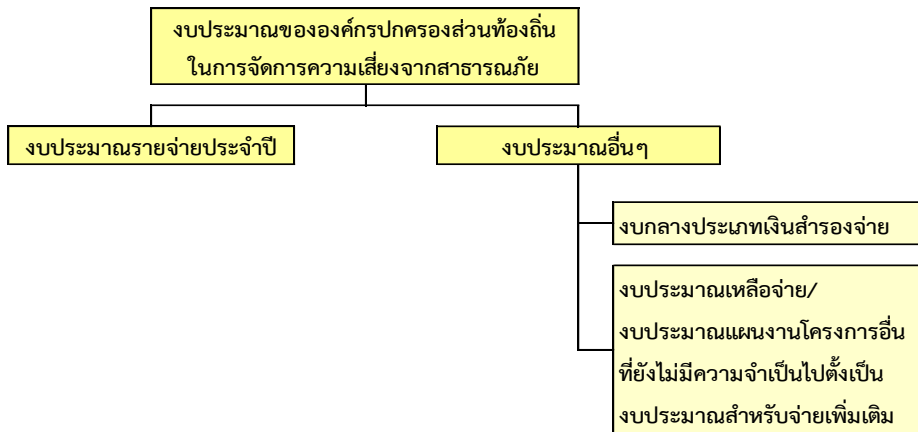 งบประมาณขององค์กรปกครองส่วนท้องถิ่น
ในการจัดการความเสี่ยงจากสาธารณภัย
งบประมาณรายจ่ายประจำปี
งบประมาณอื่นๆ
งบกลางประเภทเงินสำรองจ่าย
งบประมาณเหลือจ่าย/
งบประมาณแผนงานโครงการอื่น
ที่ยังไม่มีความจำเป็นไปตั้งเป็น
งบประมาณสำหรับจ่ายเพิ่มเติม